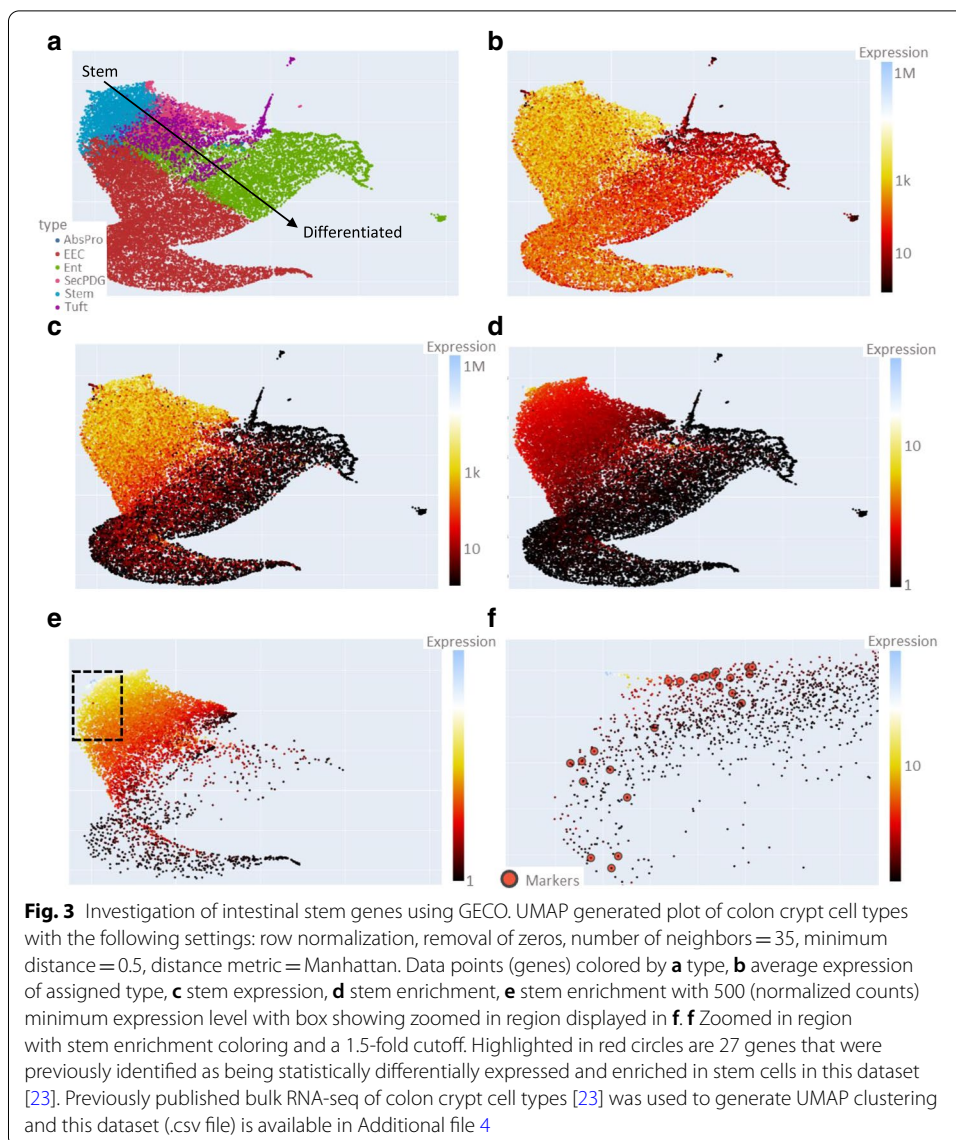 a
b
Stem
Differentiated
type
AbsPro
EEC
Ent
SecPDG
Stem
Tuft
Expression
1M
1k
10
c
d
Expression
1M
1k
10
Expression
10
1
e
f
Expression
1
Expression
10
Markers
Fig. 3 Investigation of intestinal stem genes using GECO. UMAP generated plot of colon crypt cell types
with the following settings: row normalization, removal of zeros, number of neighbors = 35, minimum
distance = 0.5, distance metric = Manhattan. Data points (genes) colored by a type, b average expression
of assigned type, c stem expression, d stem enrichment, e stem enrichment with 500 (normalized counts)
minimum expression level with box showing zoomed in region displayed in f. f Zoomed in region
with stem enrichment coloring and a 1.5-fold cutoff. Highlighted in red circles are 27 genes that were
previously identified as being statistically differentially expressed and enriched in stem cells in this dataset
[23]. Previously published bulk RNA-seq of colon crypt cell types [23] was used to generate UMAP clustering
and this dataset (.csv file) is available in Additional file 4